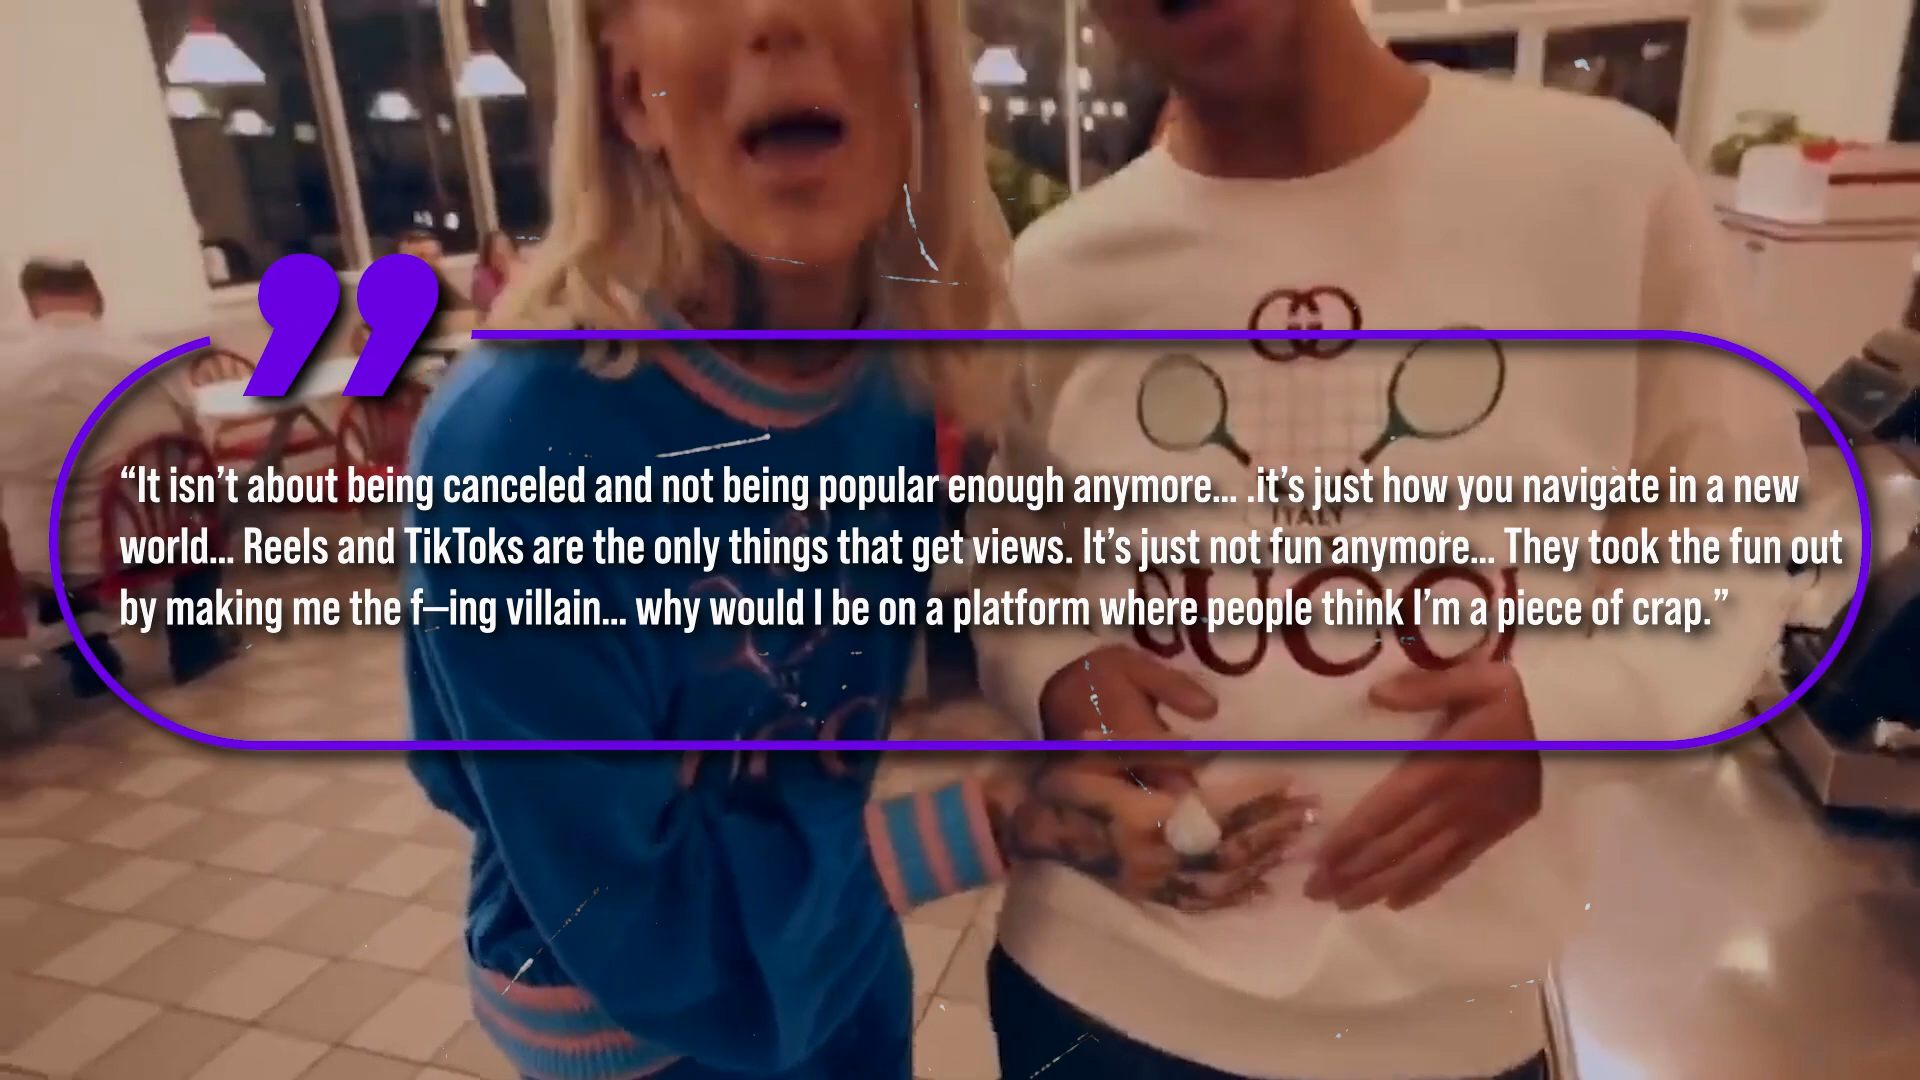 “It isn’t about being canceled and not being popular enough anymore... .it’s just how you navigate in a new
world... Reels and TikToks are the only things that get views. It’s just not fun anymore... They took the fun out
by making me the f–ing villain... why would I be on a platform where people think I’m a piece of crap.”
ITALY
GUCCI